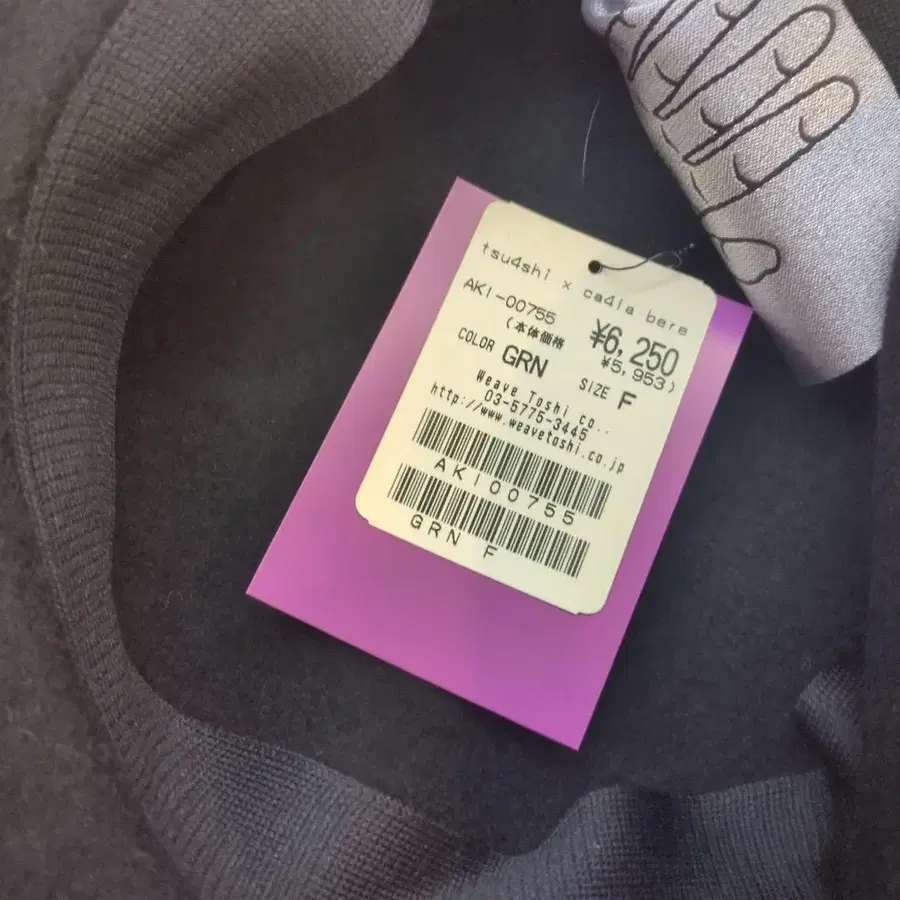 tsu4shi x ca4la bere
AKI-00755 ¥6,250
(本体価格 ¥5,953)
COLOR GRN SIZE F
Weave Toshi co..
03-5775-3445
http://www.weavetoshi.co.jp
AKI00755
GRN F